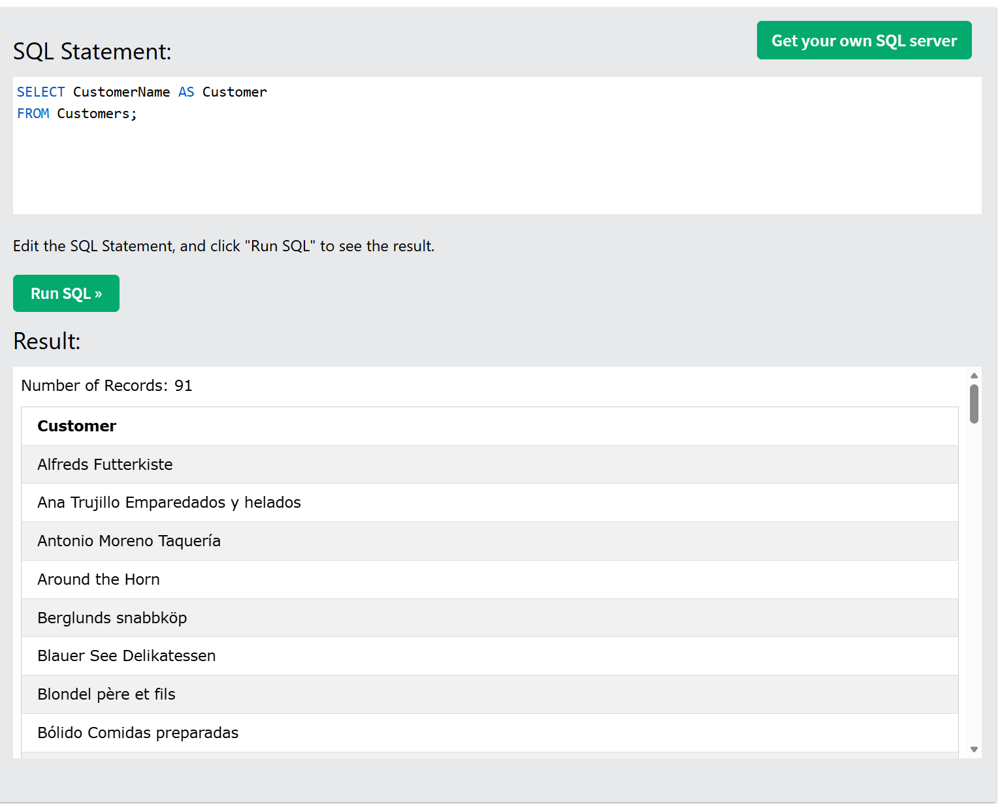 Get your own SQL server
SQL Statement:
SELECT CustomerName AS Customer
FROM Customers;
Edit the SQL Statement, and click "Run SQL" to see the result.
Run SQL »
Result:
Number of Records: 91
Customer
Alfreds Futterkiste
Ana Trujillo Emparedados y helados
Antonio Moreno Taquería
Around the Horn
Berglunds snabbköp
Blauer See Delikatessen
Blondel père et fils
Bólido Comidas preparadas